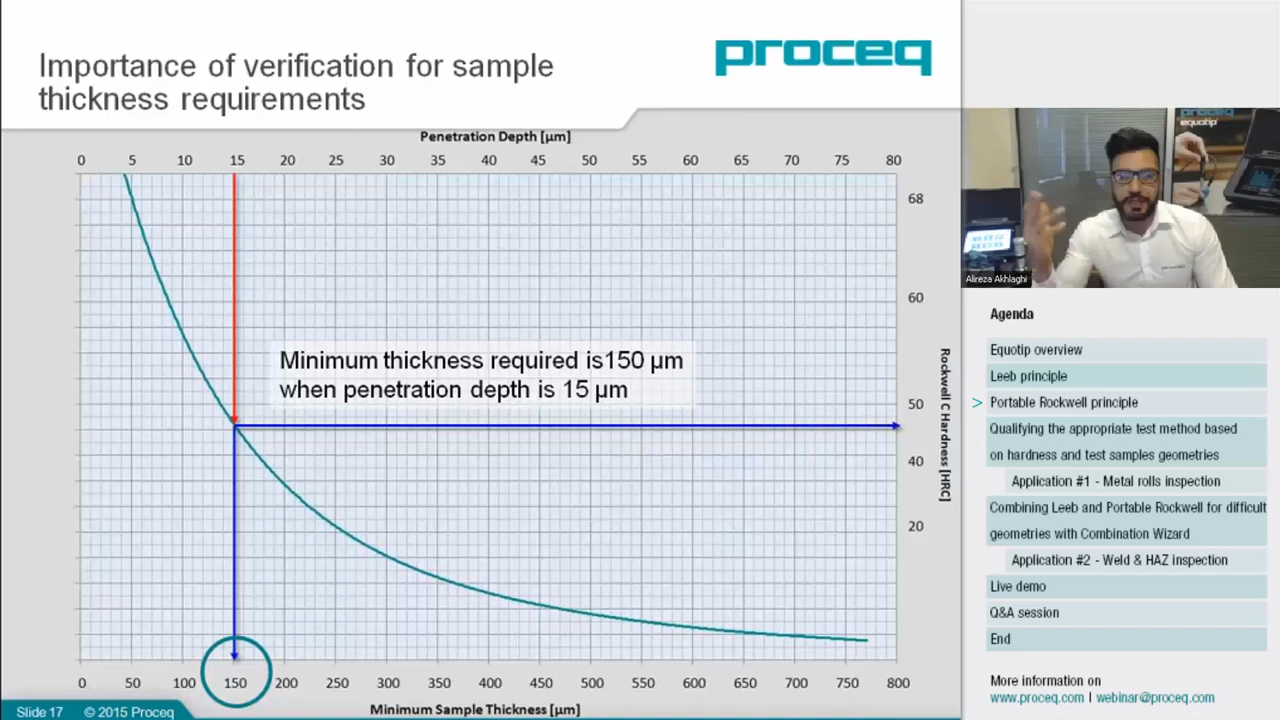 Importance of verification for sample
thickness requirements
proceq
Penetration Depth [µm]
0 5 10 15 20 25 30 35 40 45 50 55 60 65 70 75 80
68
60
50
40
20
Rockwell C Hardness [HRC]
Minimum thickness required is150 µm
when penetration depth is 15 µm
0 50 100 150 200 250 300 350 400 450 500 550 600 650 700 750 800
Minimum Sample Thickness [µm]
Slide 17 © 2015 Proceq
proceq
equotip
Alireza Akhlaghi
Agenda
Equotip overview
Leeb principle
> Portable Rockwell principle
Qualifying the appropriate test method based
on hardness and test samples geometries
Application #1 - Metal rolls inspection
Combining Leeb and Portable Rockwell for difficult
geometries with Combination Wizard
Application #2 - Weld & HAZ inspection
Live demo
Q&A session
End
More information on
www.proceq.com I webinar@proceq.com